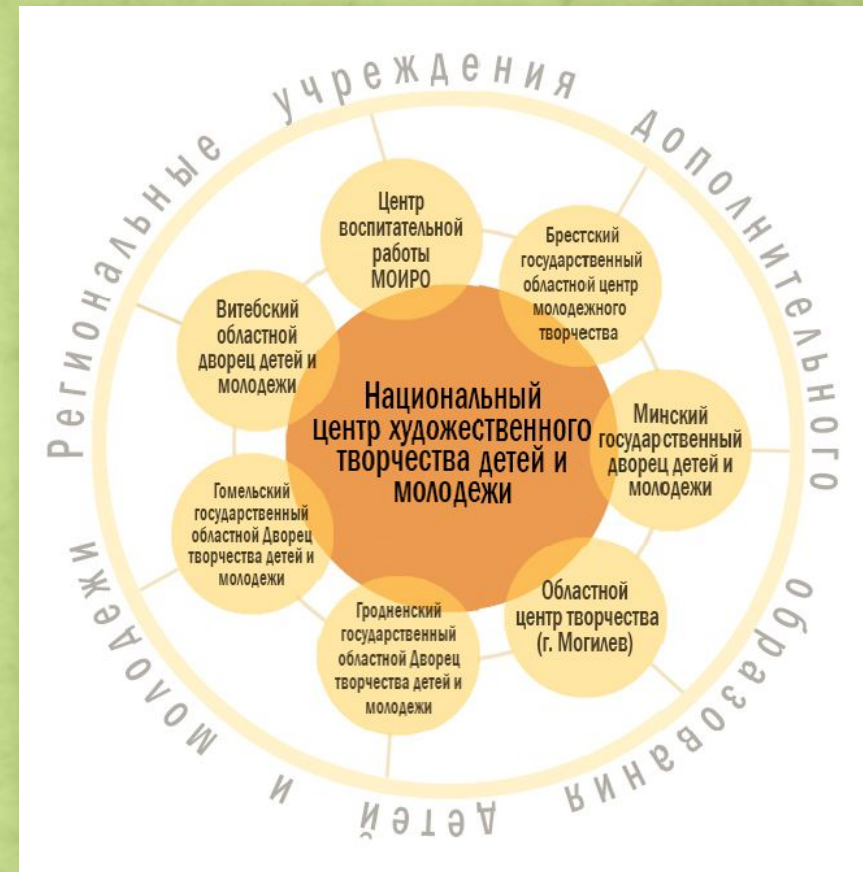 Региональные учреждения дополнительного образования детей и молодежи
Центр
воспитательной
работы
МОИРО
Брестский
государственный
областной центр
молодежного
творчества
Витебский
областной
дворец детей и
молодежи
Национальный
центр художественного
творчества детей и
молодежи
Минский
государственный
дворец детей и
молодежи
Гомельский
государственный
областной Дворец
творчества детей и
молодежи
Областной
центр творчества
(г. Могилев)
Гродненский
государственный
областной Дворец
творчества детей и
молодежи